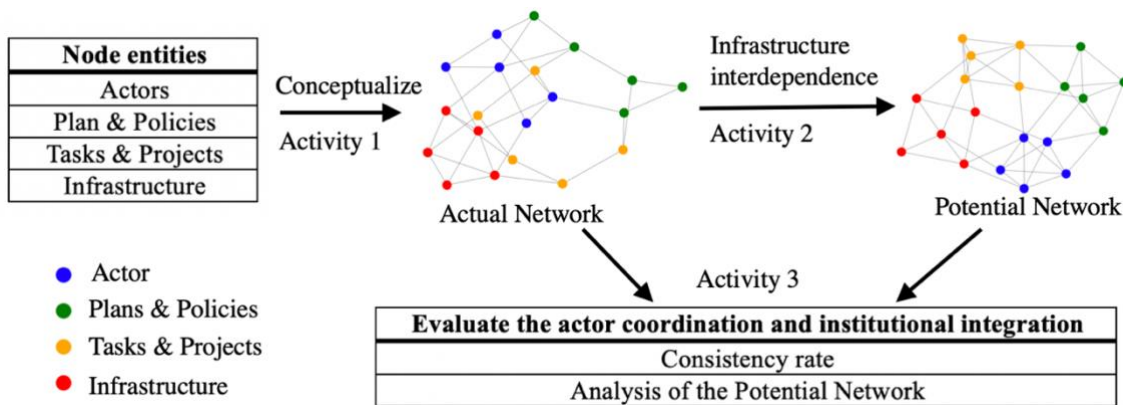 Node entities
Actors
Plan & Policies
Tasks & Projects
Infrastructure
Conceptualize
Activity 1
Actual Network
Infrastructure
interdependence
Activity 2
Potential Network
Actor
Plans & Policies
Tasks & Projects
Infrastructure
Activity 3
Evaluate the actor coordination and institutional integration
Consistency rate
Analysis of the Potential Network